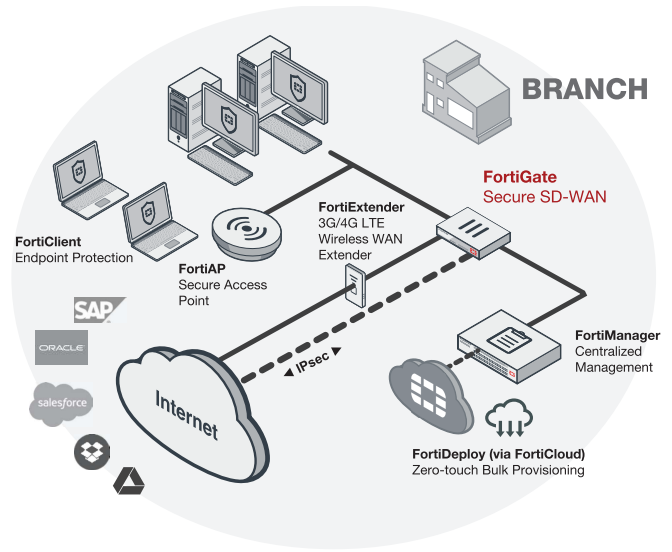 BRANCH
FortiGate
Secure SD-WAN
FortiExtender
3G/4G LTE
Wireless WAN
Extender
FortiClient
Endpoint Protection
FortiAP
Secure Access
Point
SAP
ORACLE
salesforce
Internet
IPsec
FortiManager
Centralized
Management
FortiDeploy (via FortiCloud)
Zero-touch Bulk Provisioning